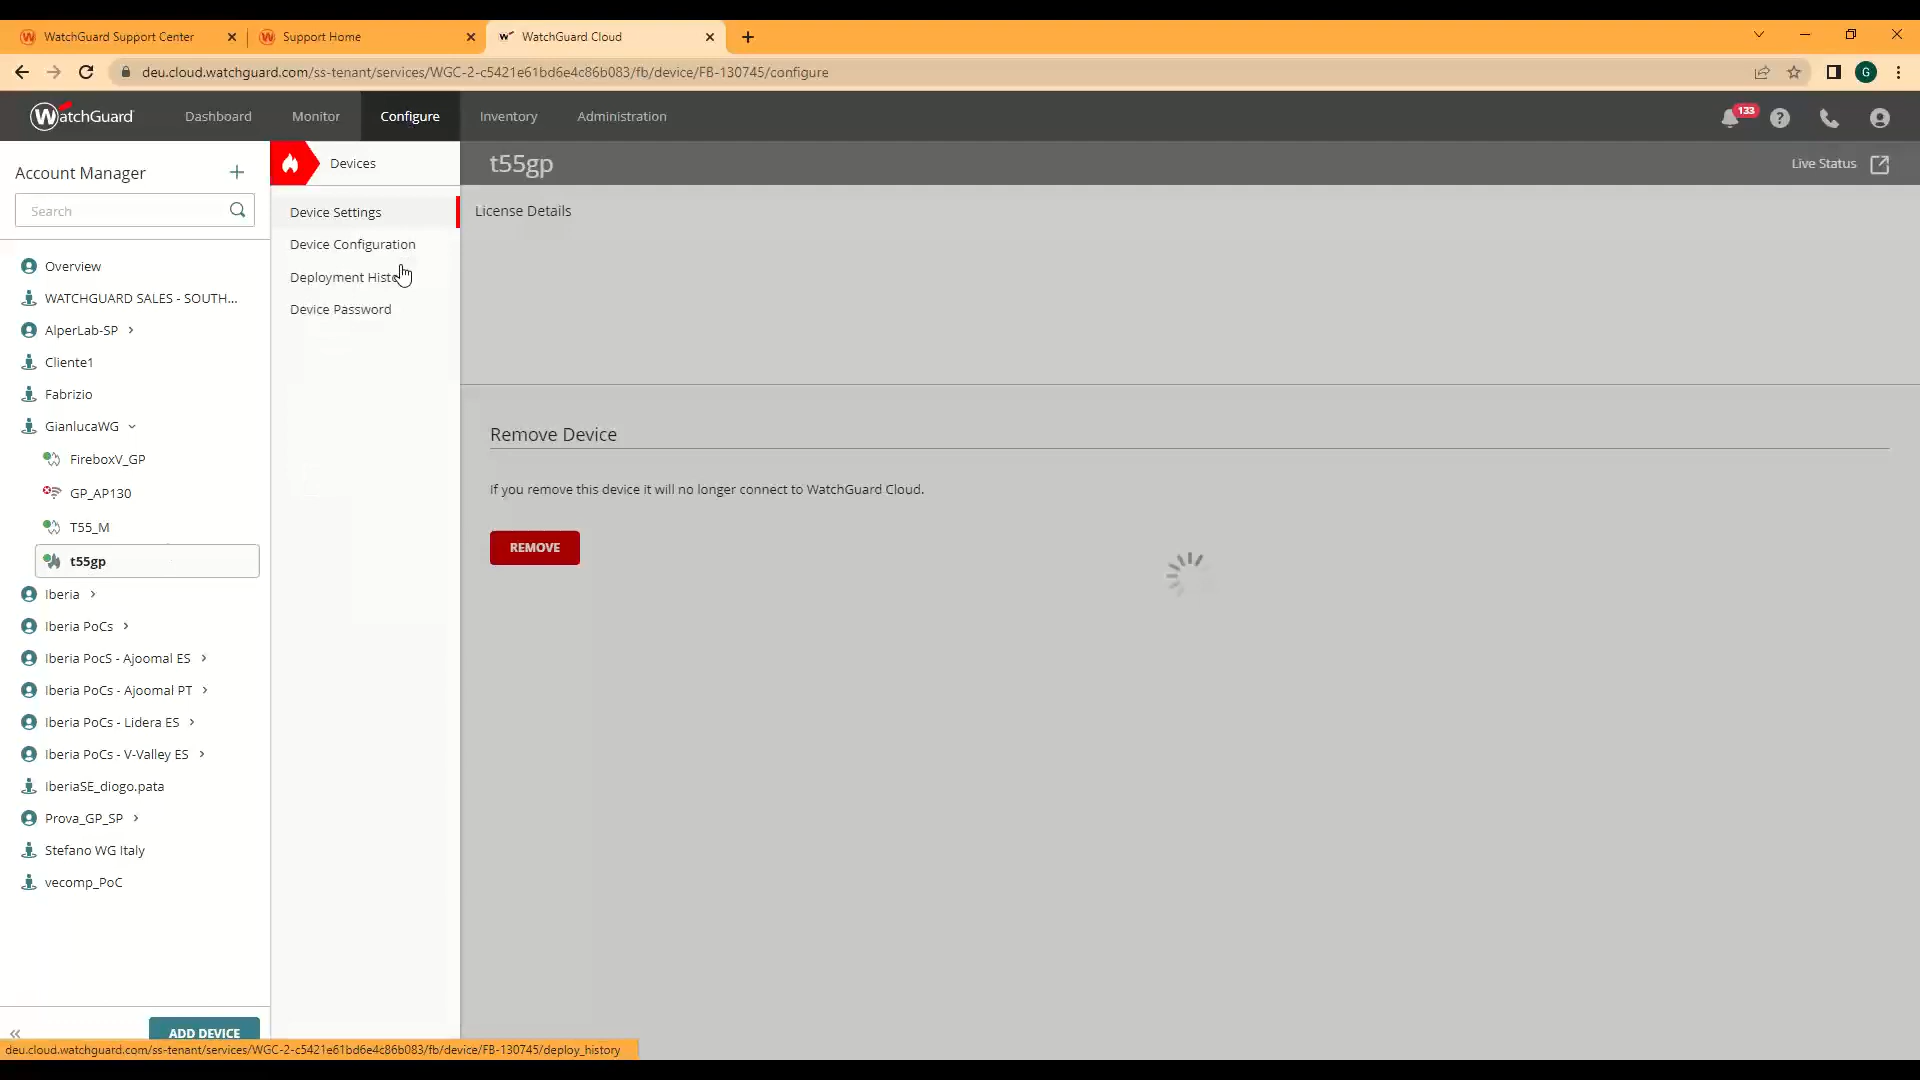 WatchGuard Support Center
Support Home
WatchGuard Cloud
deu.cloud.watchguard.com/ss-tenant/services/WGC-2-c5421e61bd6e4c86b083/fb/device/FB-130745/configure
G
WatchGuard
Dashboard
Monitor
Configure
Inventory
Administration
133
Account Manager
Devices
t55gp
Live Status
Search
Device Settings
License Details
Device Configuration
Deployment Histo
Device Password
Overview
WATCHGUARD SALES - SOUTH...
AlperLab-SP
Cliente1
Fabrizio
GianlucaWG
FireboxV_GP
GP_AP130
T55_M
t55gp
Iberia
Iberia PoCs
Iberia PocS - Ajoomal ES
Iberia PoCs - Ajoomal PT
Iberia PoCs - Lidera ES
Iberia PoCs - V-Valley ES
IberiaSE_diogo.pata
Prova_GP_SP
Stefano WG Italy
vecomp_PoC
Remove Device
If you remove this device it will no longer connect to WatchGuard Cloud.
REMOVE
ADD DEVICE
deu.cloud.watchguard.com/ss-tenant/services/WGC-2-c5421e61bd6e4c86b083/fb/device/FB-130745/deploy_history